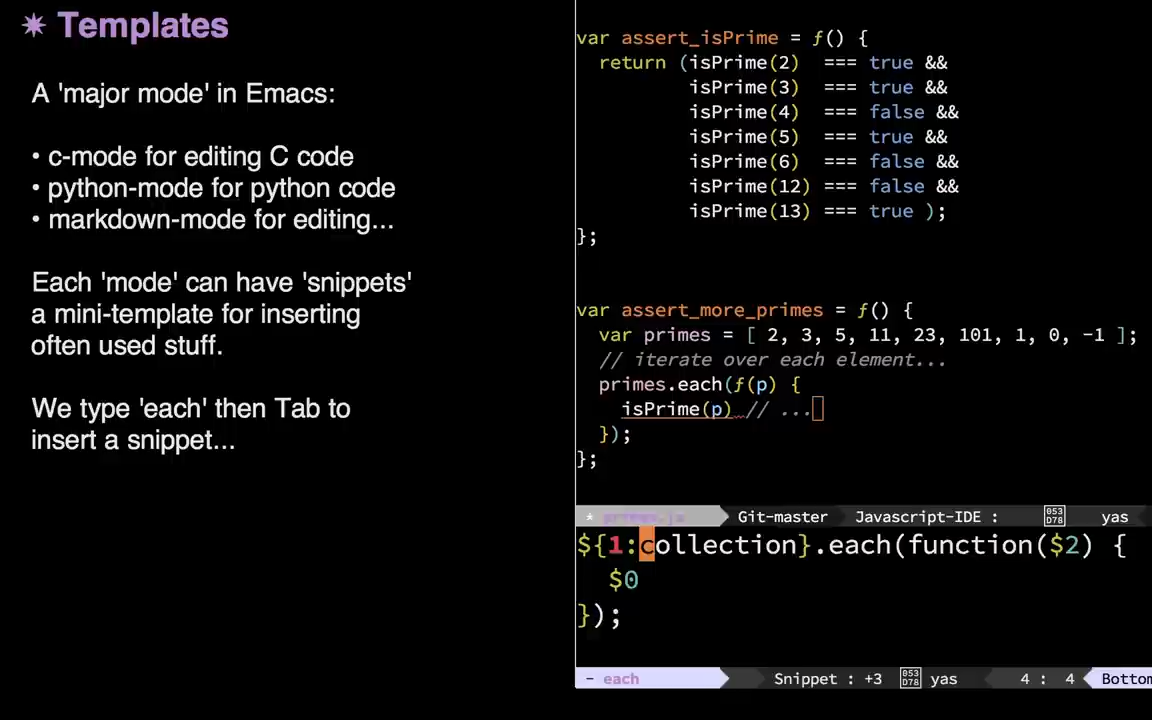 ✷ Templates
A 'major mode' in Emacs:
• c-mode for editing C code
• python-mode for python code
• markdown-mode for editing...
Each 'mode' can have 'snippets'
a mini-template for inserting
often used stuff.
We type 'each' then Tab to
insert a snippet...
var assert_isPrime = ƒ() {
  return (isPrime(2)  === true &&
          isPrime(3)  === true &&
          isPrime(4)  === false &&
          isPrime(5)  === true &&
          isPrime(6)  === false &&
          isPrime(12) === false &&
          isPrime(13) === true );
};
var assert_more_primes = ƒ() {
  var primes = [ 2, 3, 5, 11, 23, 101, 1, 0, -1 ];
  // iterate over each element...
  primes.each(ƒ(p) {
    isPrime(p) // ...
  });
};
* Git-master Javascript-IDE : 053D78 yas
${1:collection}.each(function($2) {
  $0
});
- each Snippet : +3 053D78 yas 4 : 4 Bottom